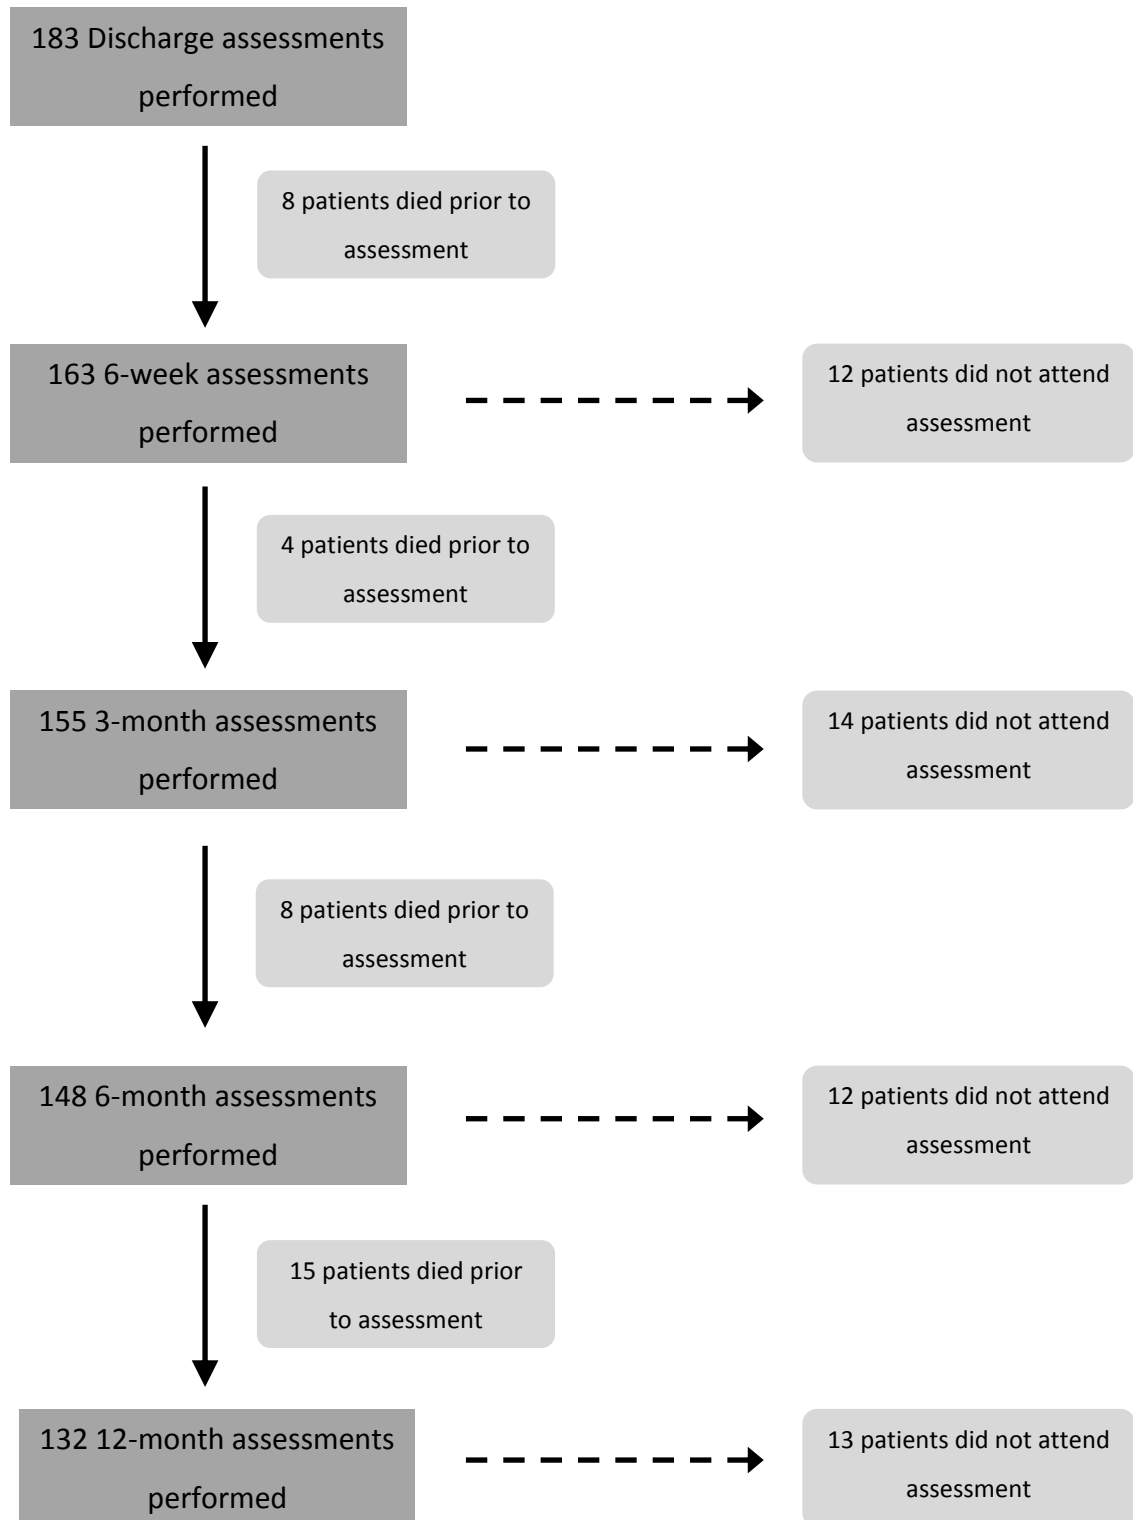 183 Discharge assessments
performed
8 patients died prior to
assessment
163 6-week assessments
performed
12 patients did not attend
assessment
4 patients died prior to
assessment
155 3-month assessments
performed
14 patients did not attend
assessment
8 patients died prior to
assessment
148 6-month assessments
performed
12 patients did not attend
assessment
15 patients died prior
to assessment
132 12-month assessments
performed
13 patients did not attend
assessment